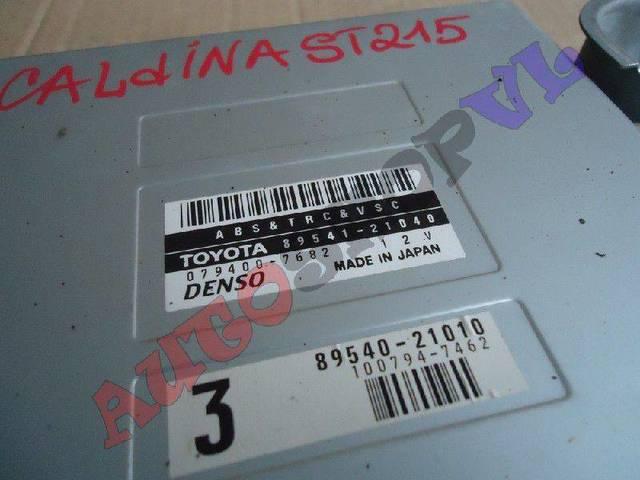 CALdiNA ST215
ABS&TRC&VSC
TOYOTA 89541-21040
079400-7682 12V
DENSO MADE IN JAPAN
89540-21010
3 100794-7462
AUTOSHOPVL